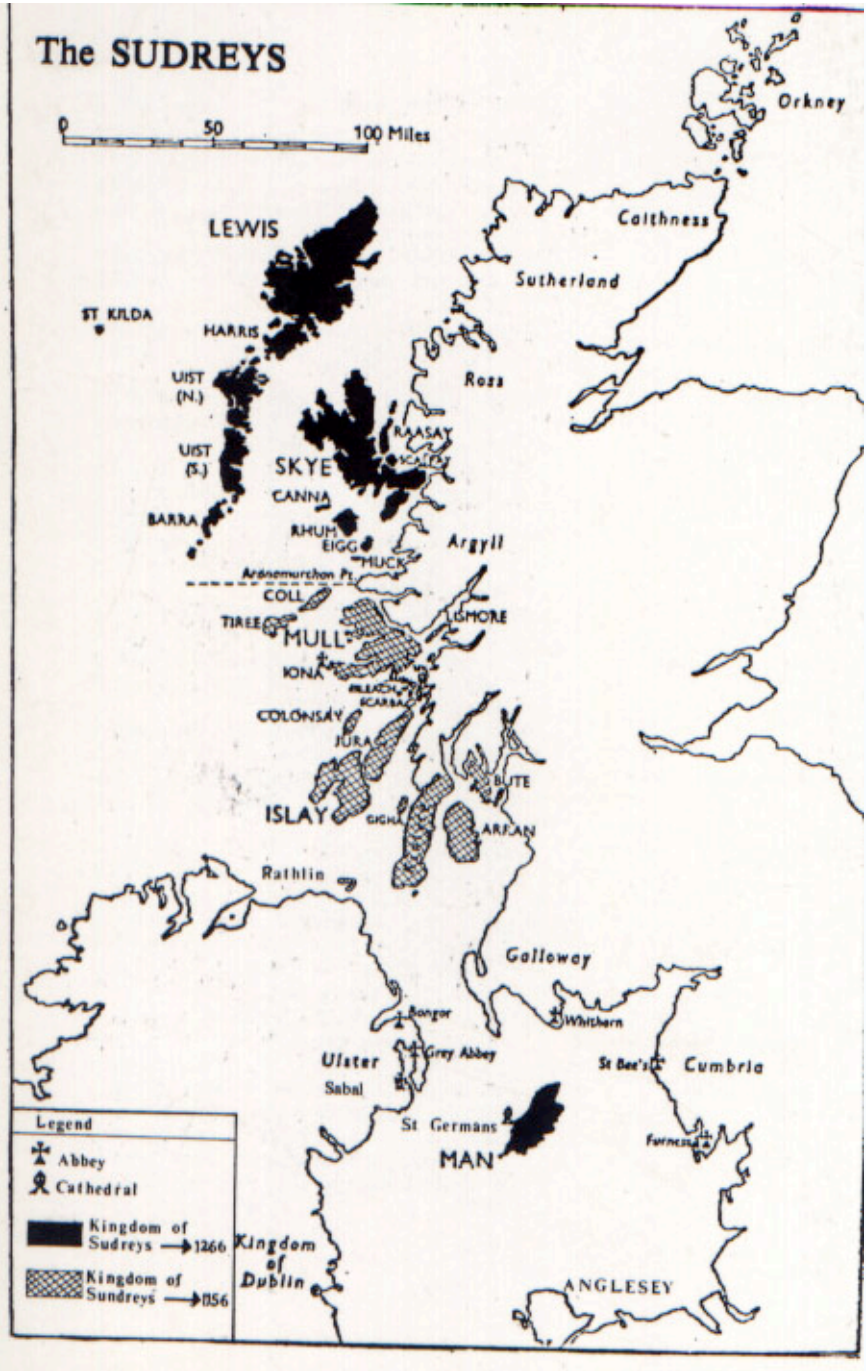 The SUDREYS
0 50 100 Miles
Orkney
Caithness
LEWIS
Sutherland
ST KILDA
HARRIS
Ross
UIST
(N.)
RAASAY
UIST
(S.)
SKYE
CANNA
BARRA
RHUM
EIGG
Argyll
MUCK
Ardnamurchan Pt.
COLL
TIREE
LISMORE
MULL
IONA
SCARBA
COLONSAY
JURA
BUTE
ISLAY
GIGHA
ARRAN
Rathlin
Galloway
Bangor
Whithorn
Ulster
Grey Abbey
St Bee's
Cumbria
Sabal
St Germans
Furness
MAN
Legend
Abbey
Cathedral
Kingdom of
Sudreys → 1266
Kingdom of
Sundreys → 1156
Kingdom
of
Dublin
ANGLESEY